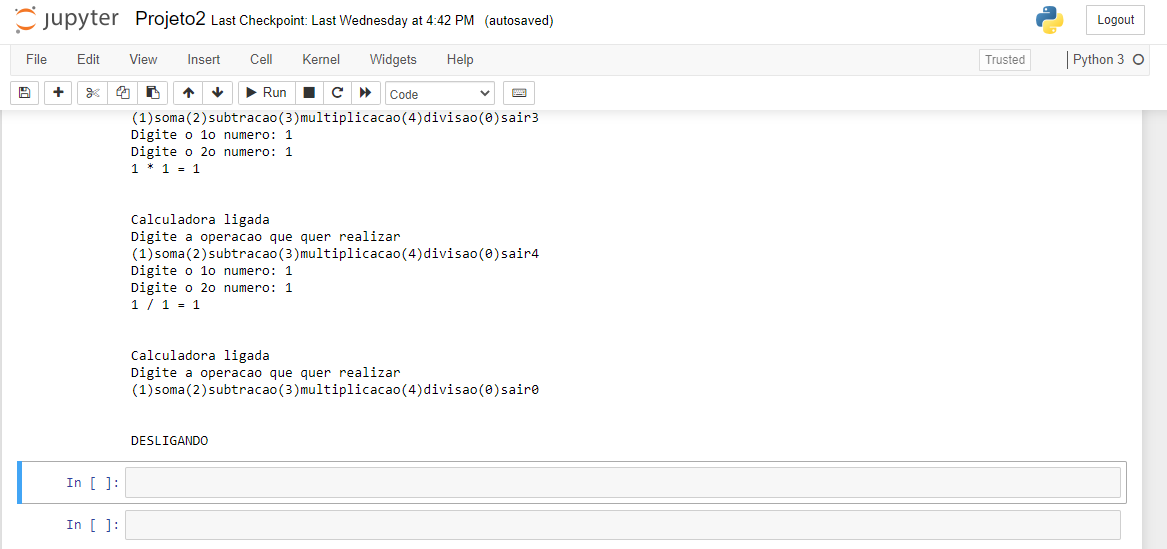 jupyter Projeto2 Last Checkpoint: Last Wednesday at 4:42 PM (autosaved)
Logout
File Edit View Insert Cell Kernel Widgets Help
Trusted
Python 3
Run
Code
(1)soma(2)subtracao(3)multiplicacao(4)divisao(0)sair3
Digite o 1o numero: 1
Digite o 2o numero: 1
1 * 1 = 1
Calculadora ligada
Digite a operacao que quer realizar
(1)soma(2)subtracao(3)multiplicacao(4)divisao(0)sair4
Digite o 1o numero: 1
Digite o 2o numero: 1
1 / 1 = 1
Calculadora ligada
Digite a operacao que quer realizar
(1)soma(2)subtracao(3)multiplicacao(4)divisao(0)sair0
DESLIGANDO
In [ ]:
In [ ]: